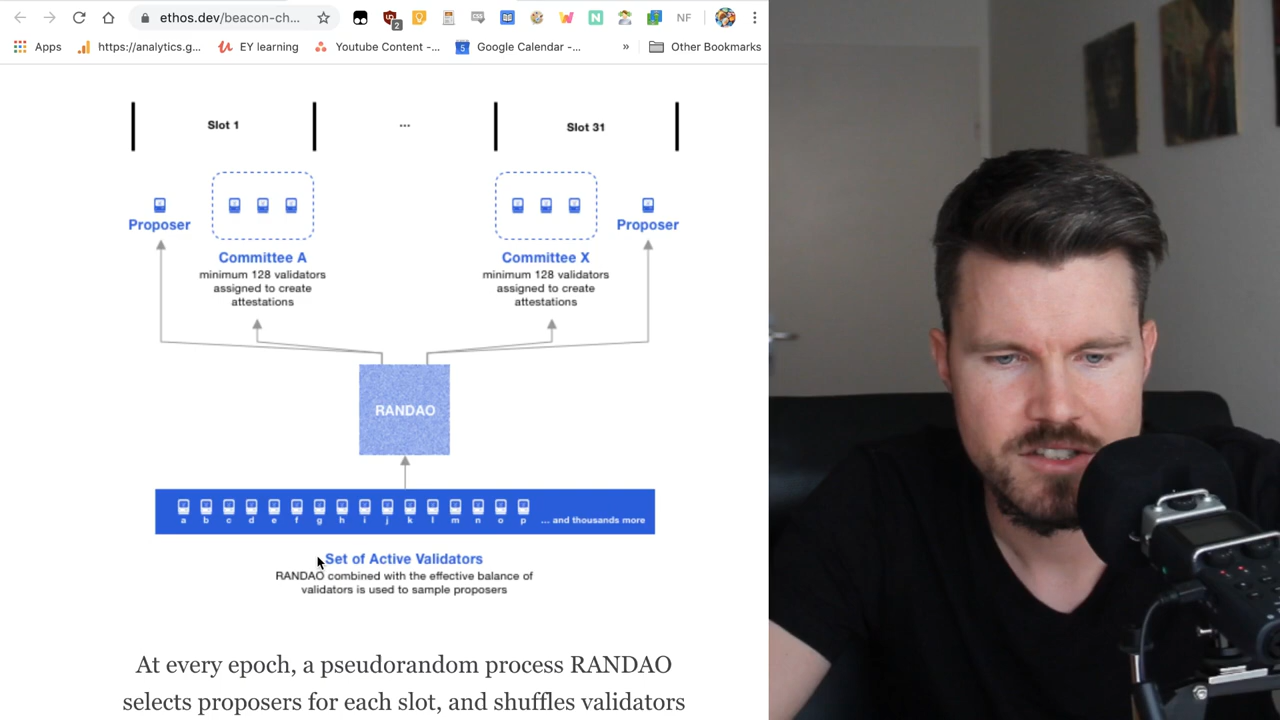 ethos.dev/beacon-ch...
2
NF
Apps
https://analytics.g...
EY learning
Youtube Content -...
5
Google Calendar -...
»
Other Bookmarks
Slot 1
...
Slot 31
Proposer
Proposer
Committee A
minimum 128 validators
assigned to create
attestations
Committee X
minimum 128 validators
assigned to create
attestations
RANDAO
a b c d e f g h i j k l m n o p ... and thousands more
Set of Active Validators
RANDAO combined with the effective balance of
validators is used to sample proposers
At every epoch, a pseudorandom process RANDAO
selects proposers for each slot, and shuffles validators